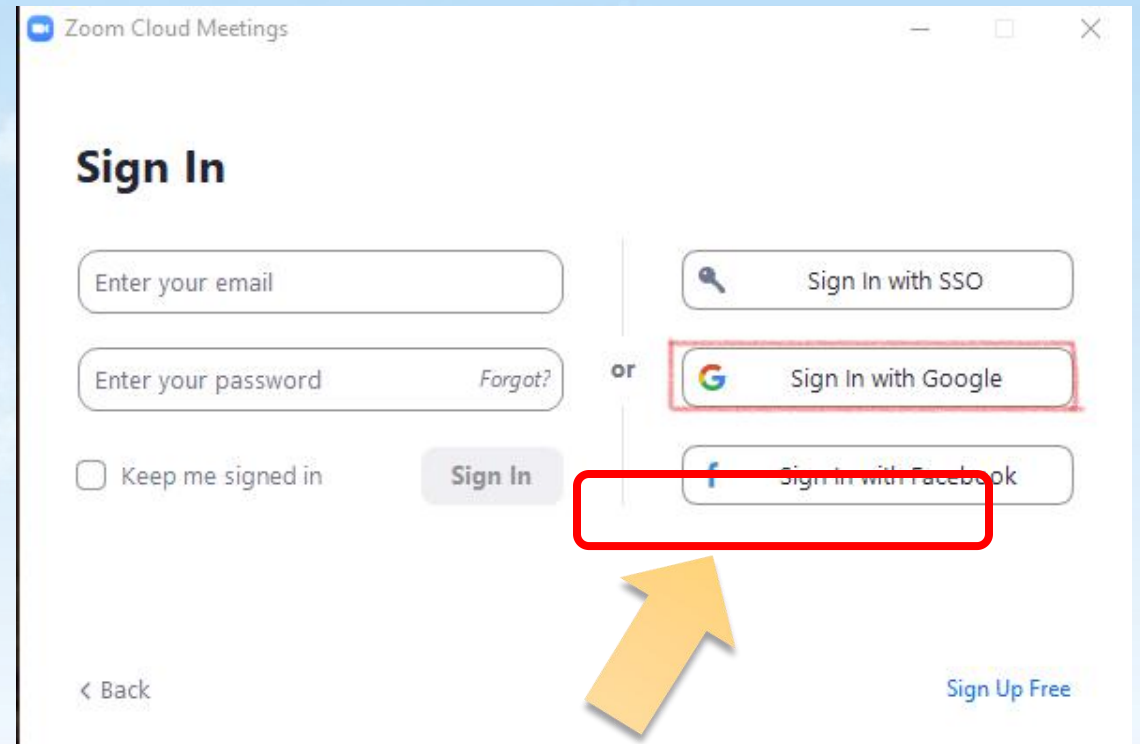 Zoom Cloud Meetings
Sign In
Enter your email
Enter your password Forgot?
Keep me signed in Sign In
or
Sign In with SSO
Sign In with Google
Sign In with Facebook
< Back
Sign Up Free